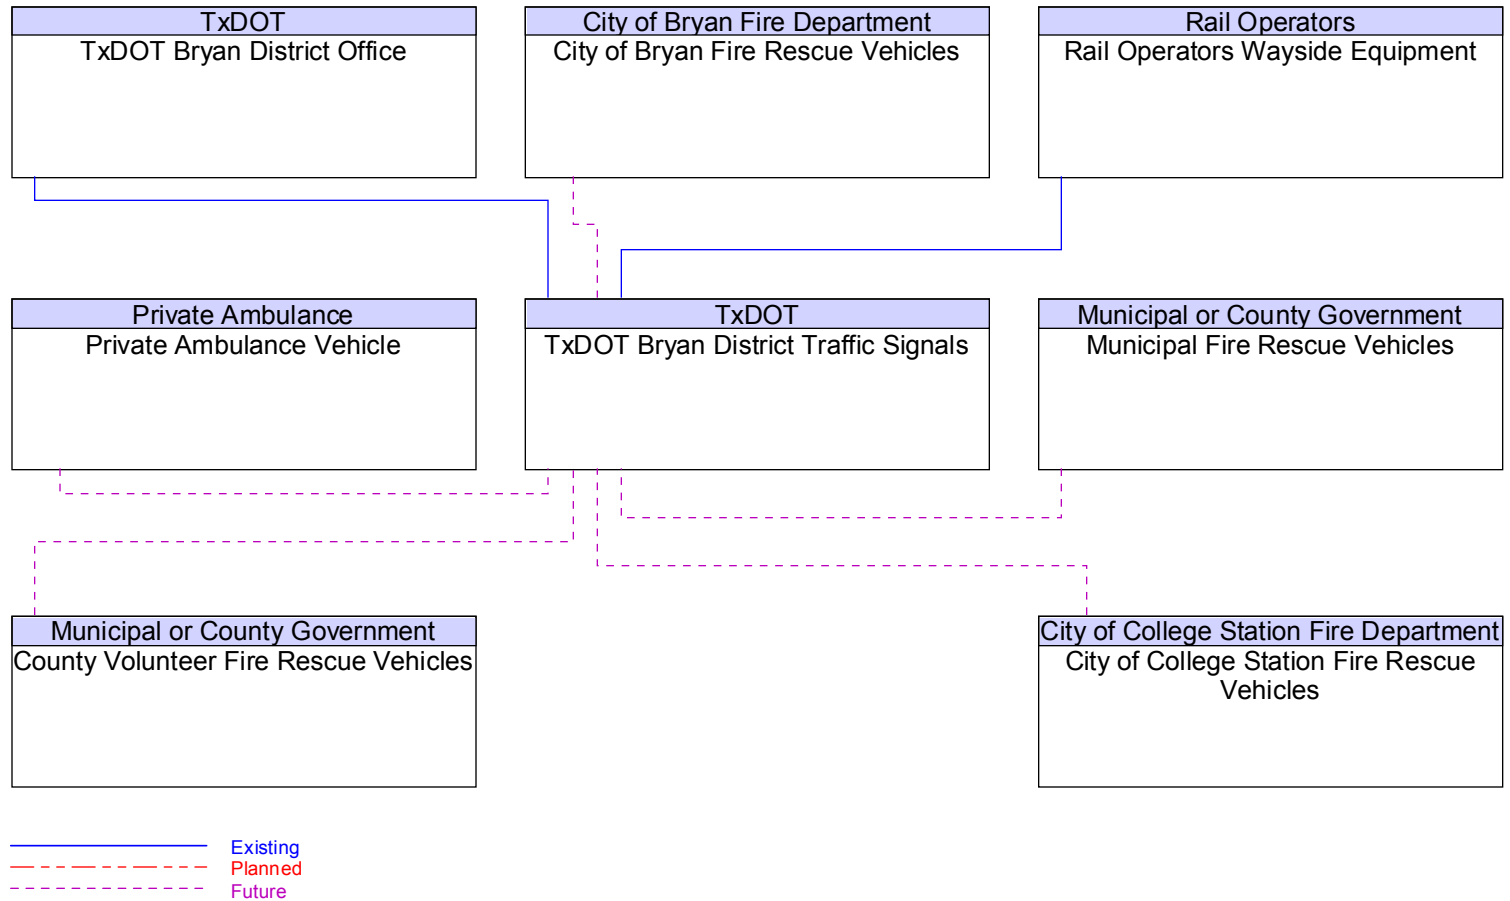 TxDOT
TxDOT Bryan District Office
City of Bryan Fire Department
City of Bryan Fire Rescue Vehicles
Rail Operators
Rail Operators Wayside Equipment
Private Ambulance
Private Ambulance Vehicle
TxDOT
TxDOT Bryan District Traffic Signals
Municipal or County Government
Municipal Fire Rescue Vehicles
Municipal or County Government
County Volunteer Fire Rescue Vehicles
City of College Station Fire Department
City of College Station Fire Rescue
Vehicles
Existing
Planned
Future